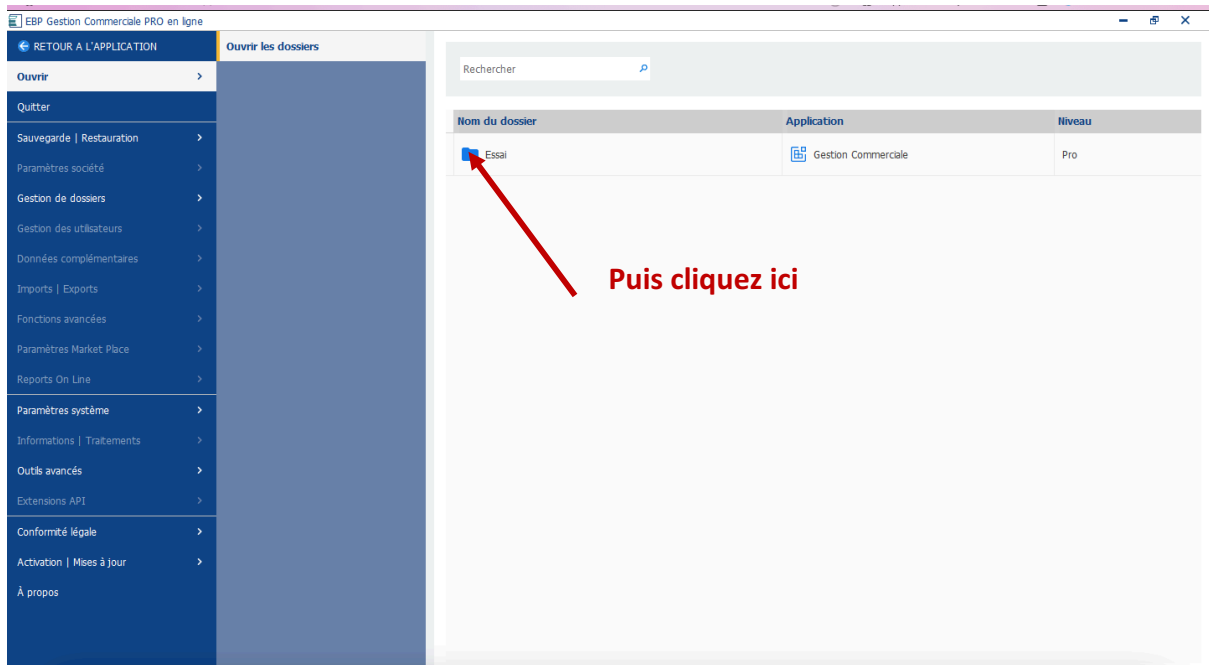 EBP Gestion Commerciale PRO en ligne
RETOUR A L'APPLICATION
Ouvrir
Quitter
Sauvegarde | Restauration
Paramètres société
Gestion de dossiers
Gestion des utilisateurs
Données complémentaires
Imports | Exports
Fonctions avancées
Paramètres Market Place
Reports On Line
Paramètres système
Informations | Traitements
Outils avancés
Extensions API
Conformité légale
Activation | Mises à jour
À propos
Ouvrir les dossiers
Rechercher
Nom du dossier Application Niveau
Essai Gestion Commerciale Pro
Puis cliquez ici